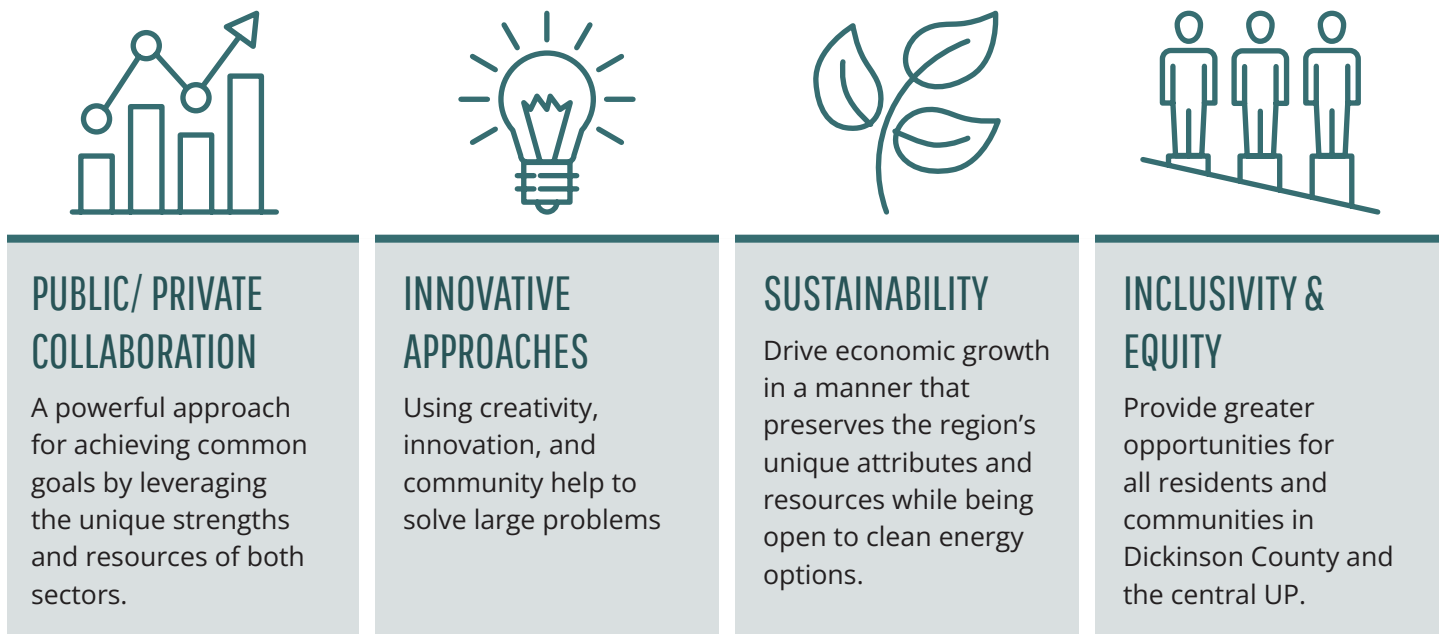 PUBLIC/ PRIVATE
COLLABORATION
A powerful approach
for achieving common
goals by leveraging
the unique strengths
and resources of both
sectors.
INNOVATIVE
APPROACHES
Using creativity,
innovation, and
community help to
solve large problems
SUSTAINABILITY
Drive economic growth
in a manner that
preserves the region’s
unique attributes and
resources while being
open to clean energy
options.
INCLUSIVITY &
EQUITY
Provide greater
opportunities for
all residents and
communities in
Dickinson County and
the central UP.